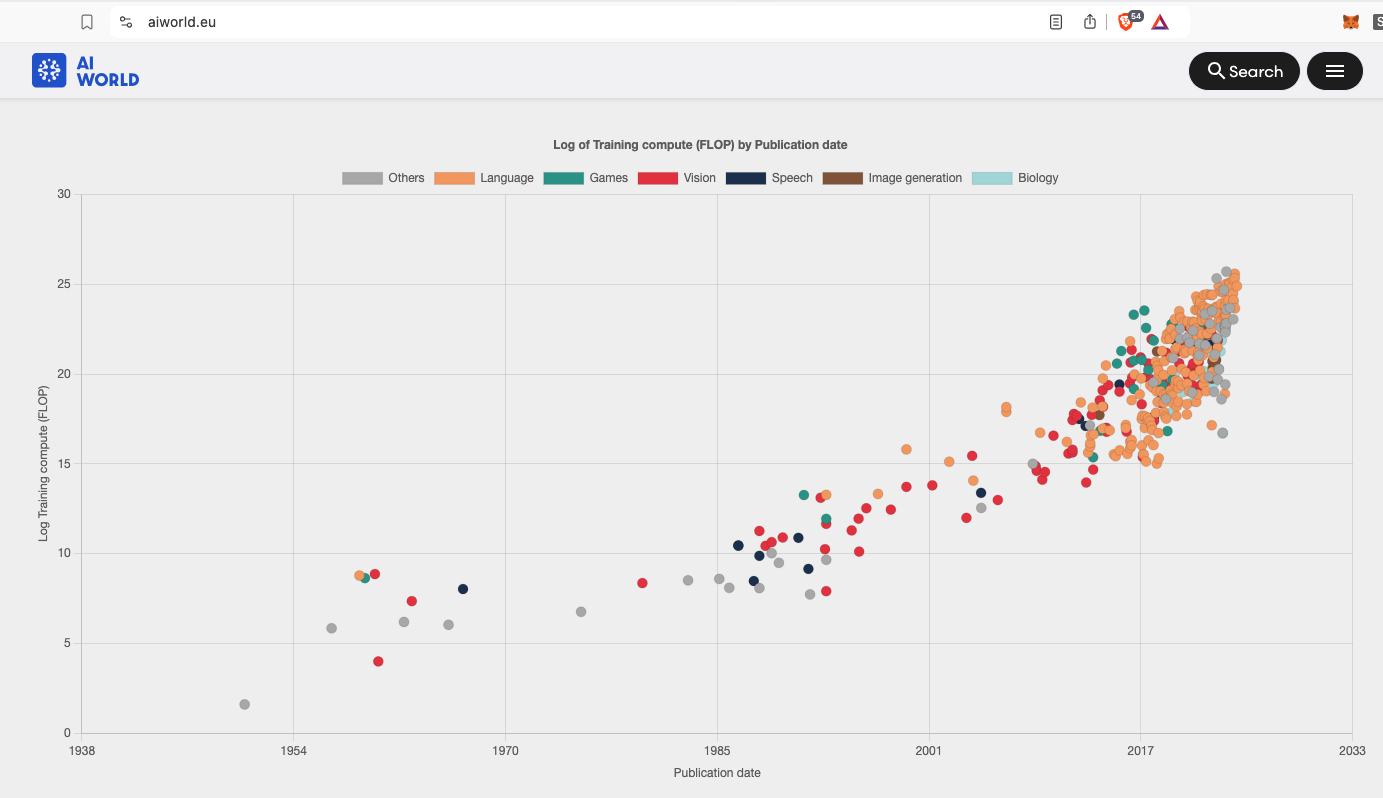 aiworld.eu
54
S
AI
WORLD
Search
Log of Training compute (FLOP) by Publication date
Others Language Games Vision Speech Image generation Biology
30
25
20
15
10
5
0
Log Training compute (FLOP)
1938 1954 1970 1985 2001 2017 2033
Publication date